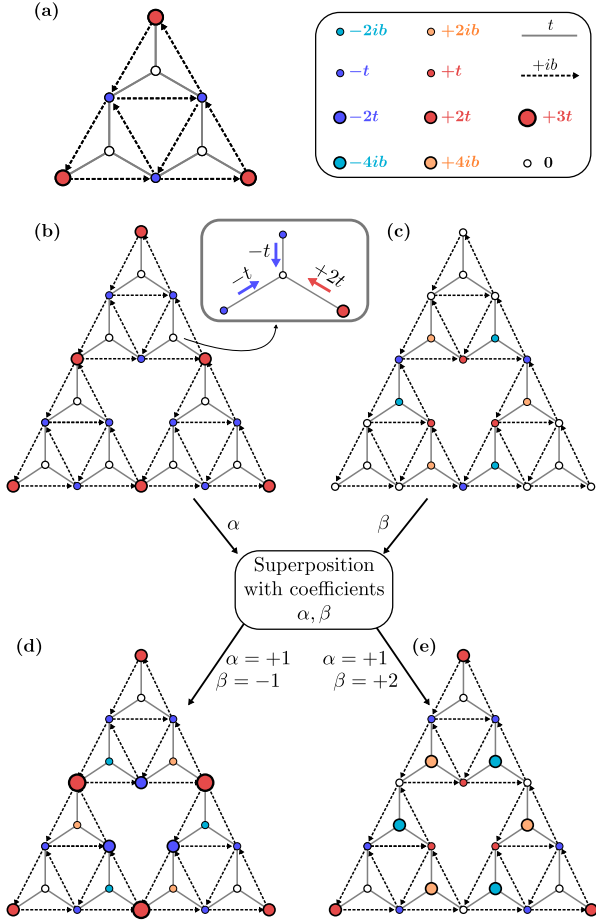 (a)
−2ib +2ib t
−t +t +ib
−2t +2t +3t
−4ib +4ib 0
(b) (c)
−t
−t +2t
α β
Superposition
with coefficients
α, β
(d) (e)
α = +1 α = +1
β = −1 β = +2